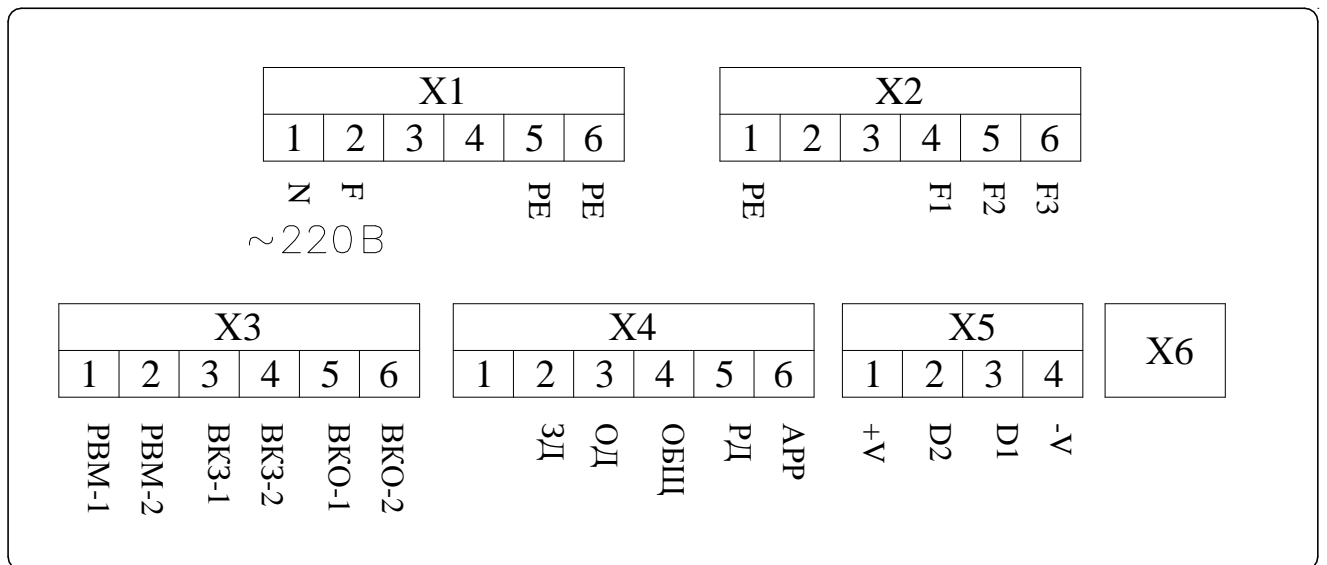 X1 X2
1 2 3 4 5 6 1 2 3 4 5 6
N F PE PE PE F1 F2 F3
~220В
X3 X4 X5 X6
1 2 3 4 5 6 1 2 3 4 5 6 1 2 3 4
РВМ-1 РВМ-2 ВКЗ-1 ВКЗ-2 ВКО-1 ВКО-2 ЗД ОД ОБЩ РД АРР +V D2 D1 -V